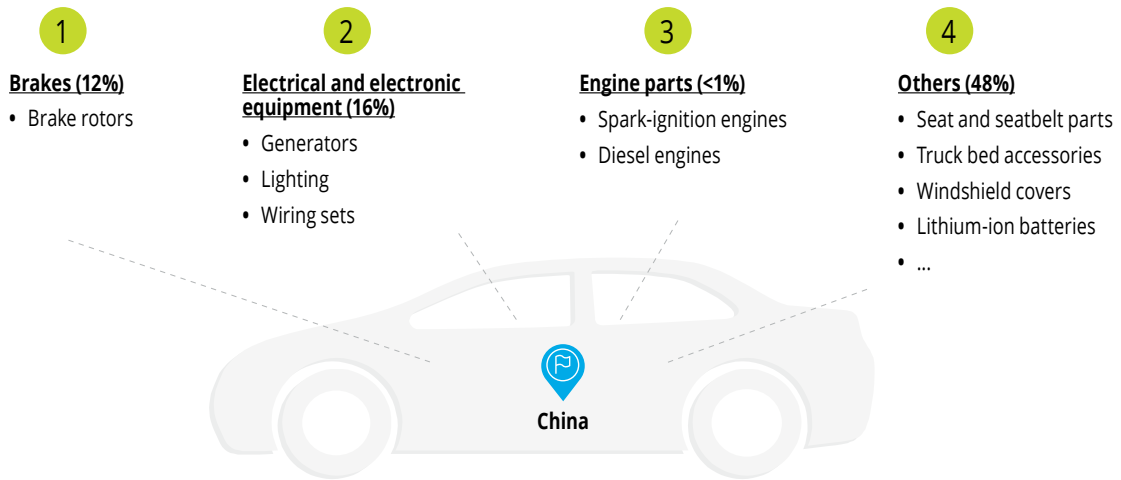 1
Brakes (12%)
• Brake rotors
2
Electrical and electronic
equipment (16%)
• Generators
• Lighting
• Wiring sets
3
Engine parts (<1%)
• Spark-ignition engines
• Diesel engines
4
Others (48%)
• Seat and seatbelt parts
• Truck bed accessories
• Windshield covers
• Lithium-ion batteries
• ...
China